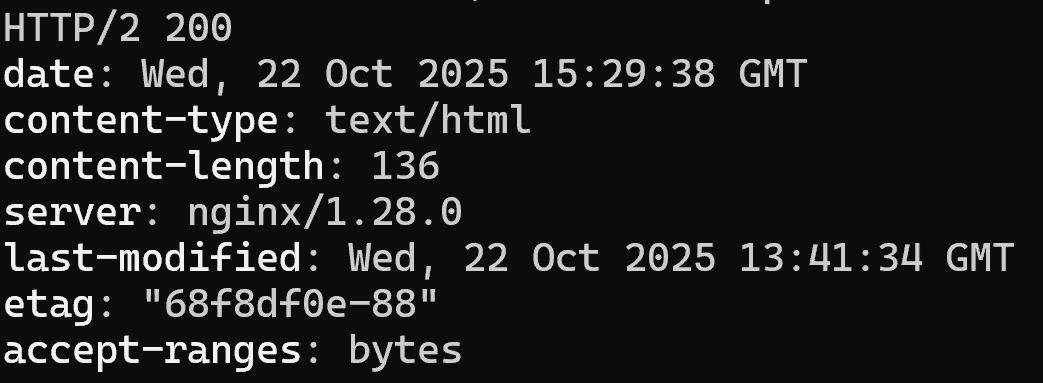 HTTP/2 200
date: Wed, 22 Oct 2025 15:29:38 GMT
content-type: text/html
content-length: 136
server: nginx/1.28.0
last-modified: Wed, 22 Oct 2025 13:41:34 GMT
etag: "68f8df0e-88"
accept-ranges: bytes